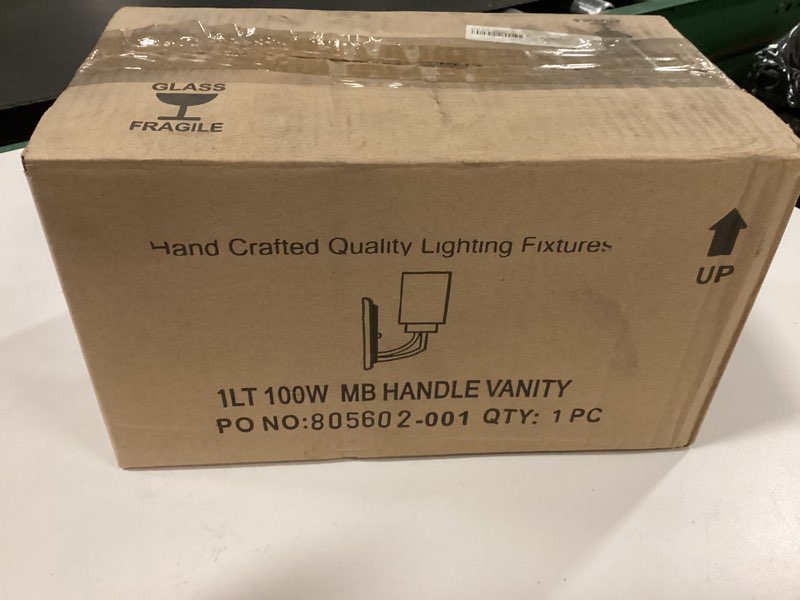 GLASS
FRAGILE
Hand Crafted Quality Lighting Fixtures
UP
1LT 100W MB HANDLE VANITY
PO NO:805602-001 QTY: 1 PC